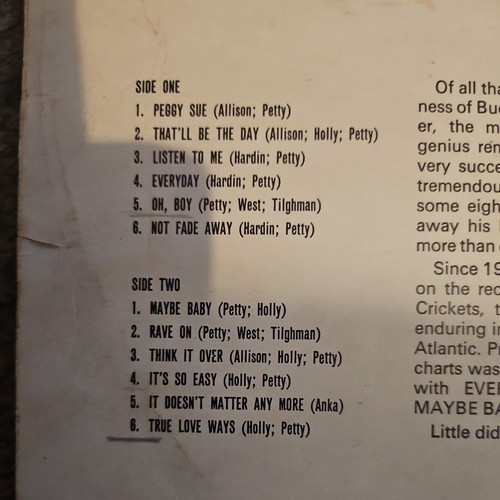 SIDE ONE
1. PEGGY SUE (Allison; Petty)
2. THAT'LL BE THE DAY (Allison; Holly; Petty)
3. LISTEN TO ME (Hardin; Petty)
4. EVERYDAY (Hardin; Petty)
5. OH, BOY (Petty; West; Tilghman)
6. NOT FADE AWAY (Hardin; Petty)
SIDE TWO
1. MAYBE BABY (Petty; Holly)
2. RAVE ON (Petty; West; Tilghman)
3. THINK IT OVER (Allison; Holly; Petty)
4. IT'S SO EASY (Holly; Petty)
5. IT DOESN'T MATTER ANY MORE (Anka)
6. TRUE LOVE WAYS (Holly; Petty)
Of all tha
ness of Bu
er, the m
genius rem
very succe
tremendou
some eigh
away his
more than
Since 19
on the rec
Crickets, t
enduring in
Atlantic. P
charts was
with EVE
MAYBE BA
Little did